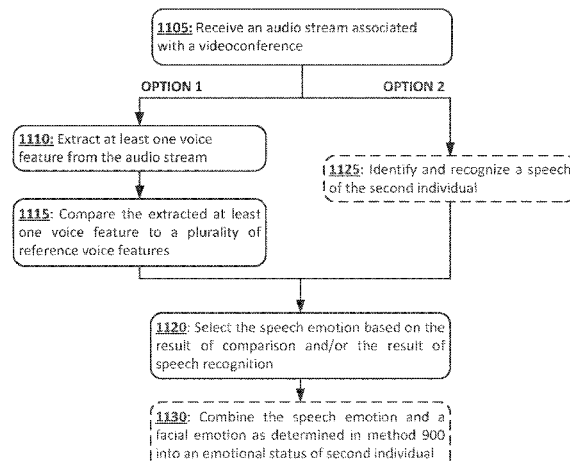 1105: Receive an audio stream associated
with a videoconference
OPTION 1
OPTION 2
1110: Extract at least one voice
feature from the audio stream
1125: Identify and recognize a speech
of the second individual
1115: Compare the extracted at least
one voice feature to a plurality of
reference voice features
1120: Select the speech emotion based on the
result of comparison and/or the result of
speech recognition
1130: Combine the speech emotion and a
facial emotion as determined in method 900
into an emotional status of second individual